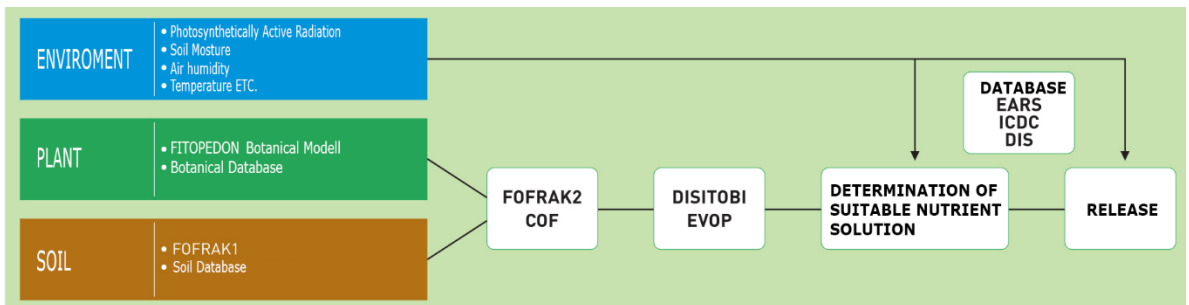 ENVIROMENT
• Photosynthetically Active Radiation
• Soil Mosture
• Air humidity
• Temperature ETC.
PLANT
• FITOPEDON Botanical Modell
• Botanical Database
SOIL
• FOFRAK1
• Soil Database
FOFRAK2
COF
DISITOBI
EVOP
DETERMINATION OF
SUITABLE NUTRIENT
SOLUTION
DATABASE
EARS
ICDC
DIS
RELEASE